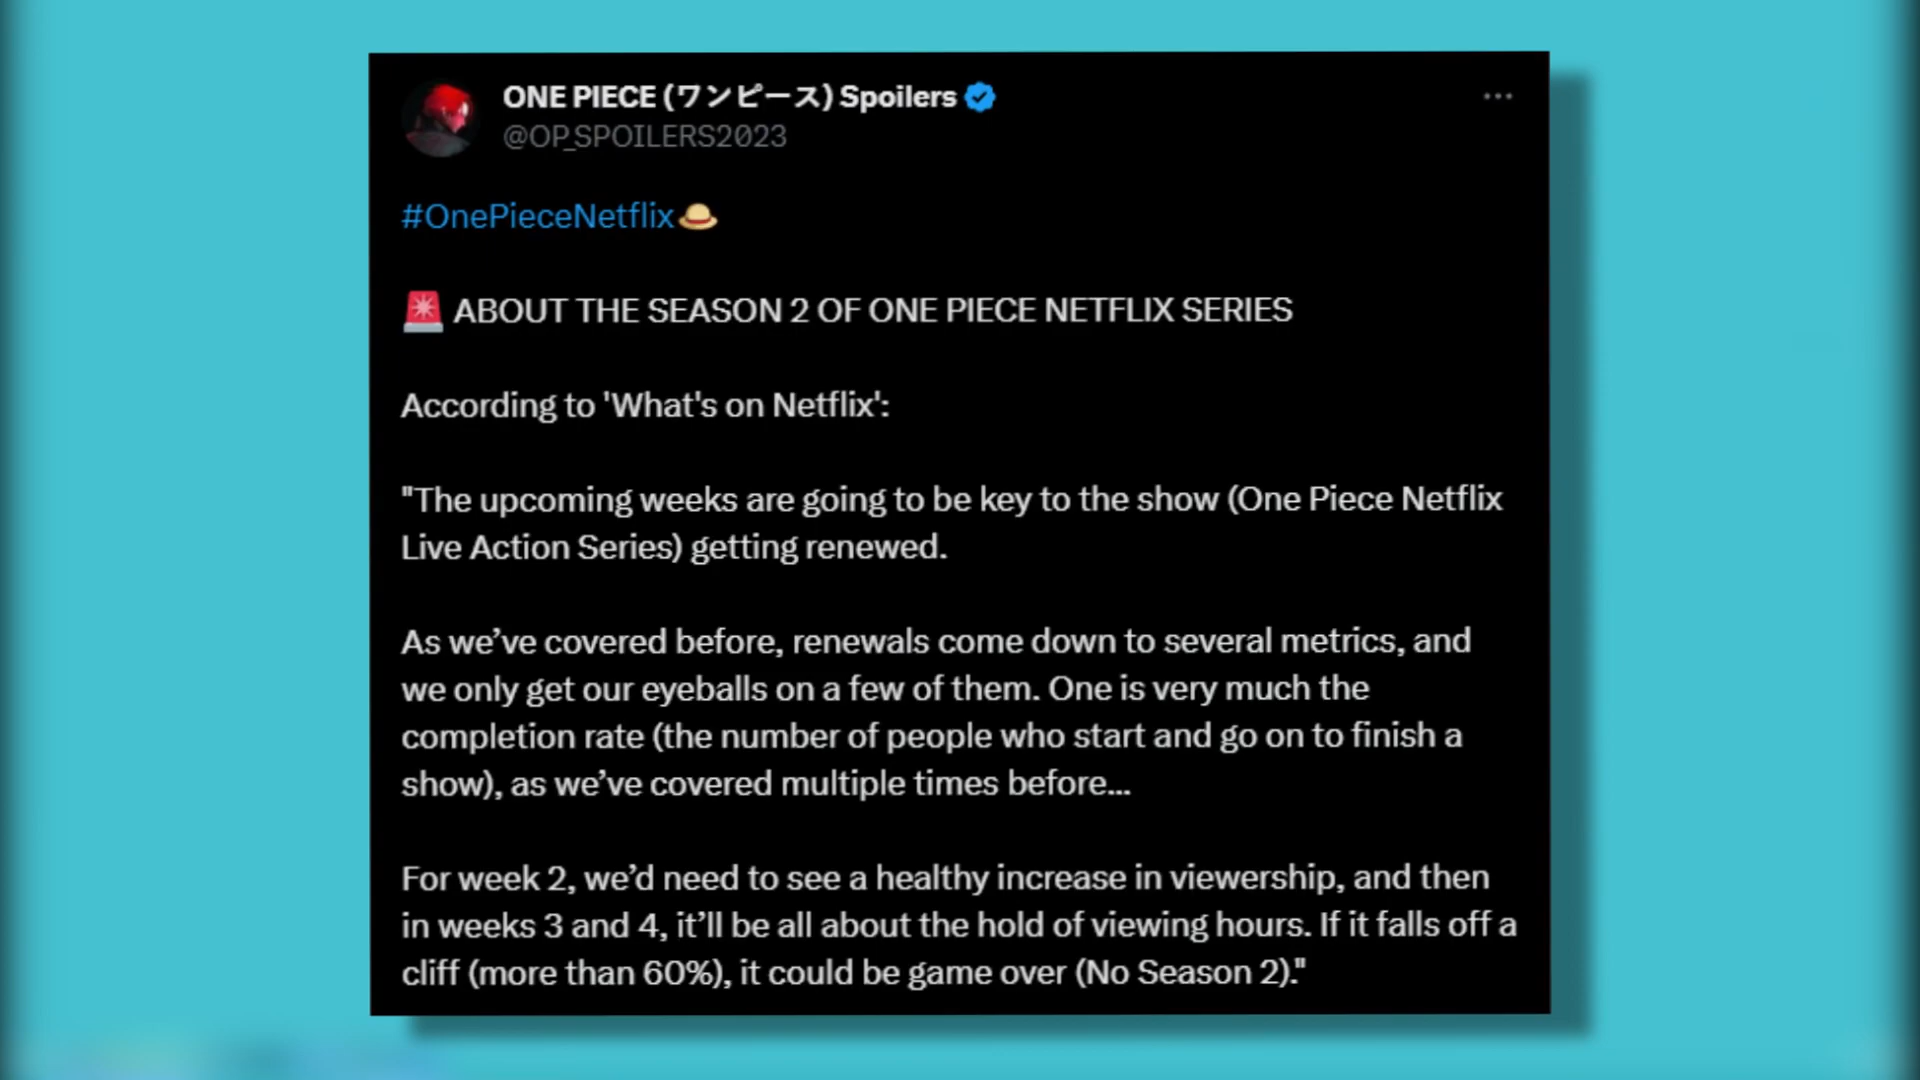 ONE PIECE (ワンピース) Spoilers
@OP_SPOILERS2023
#OnePieceNetflix
ABOUT THE SEASON 2 OF ONE PIECE NETFLIX SERIES
According to 'What's on Netflix':
"The upcoming weeks are going to be key to the show (One Piece Netflix
Live Action Series) getting renewed.
As we’ve covered before, renewals come down to several metrics, and
we only get our eyeballs on a few of them. One is very much the
completion rate (the number of people who start and go on to finish a
show), as we’ve covered multiple times before...
For week 2, we’d need to see a healthy increase in viewership, and then
in weeks 3 and 4, it’ll be all about the hold of viewing hours. If it falls off a
cliff (more than 60%), it could be game over (No Season 2)."